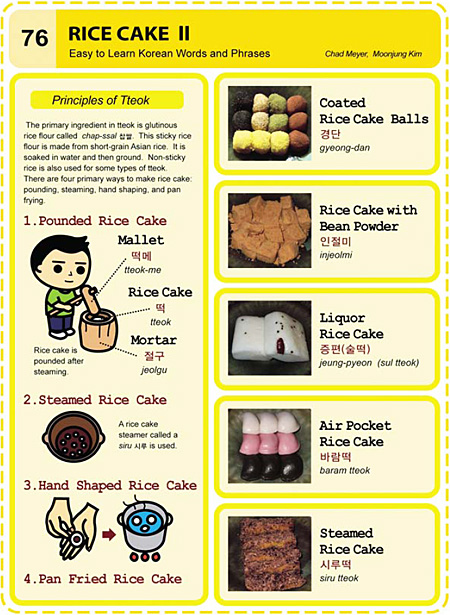 76
RICE CAKE II
Easy to Learn Korean Words and Phrases
Chad Meyer, Moonjung Kim
Principles of Tteok
The primary ingredient in tteok is glutinous
rice flour called chap-ssal 찹쌀. This sticky rice
flour is made from short-grain Asian rice. It is
soaked in water and then ground. Non-sticky
rice is also used for some types of tteok.
There are four primary ways to make rice cake:
pounding, steaming, hand shaping, and pan
frying.
1.Pounded Rice Cake
Mallet
떡메
tteok-me
Rice Cake
떡
tteok
Mortar
절구
jeolgu
Rice cake is
pounded after
steaming.
2.Steamed Rice Cake
A rice cake
steamer called a
siru 시루 is used.
3.Hand Shaped Rice Cake
4.Pan Fried Rice Cake
Coated
Rice Cake Balls
경단
gyeong-dan
Rice Cake with
Bean Powder
인절미
injeolmi
Liquor
Rice Cake
증편(술떡)
jeung-pyeon (sul tteok)
Air Pocket
Rice Cake
바람떡
baram tteok
Steamed
Rice Cake
시루떡
siru tteok